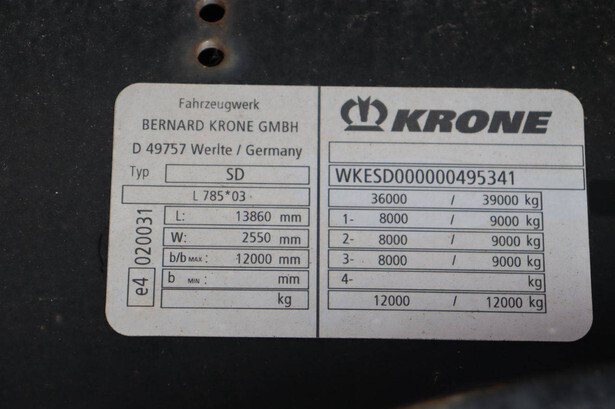 Fahrzeugwerk
BERNARD KRONE GMBH
D 49757 Werlte / Germany
Typ SD
L 785*03
L: 13860 mm
W: 2550 mm
b/b MAX: 12000 mm
b MIN: mm
kg
e4 020031
KRONE
WKESD000000495341
36000 / 39000 kg
1- 8000 / 9000 kg
2- 8000 / 9000 kg
3- 8000 / 9000 kg
4- kg
12000 / 12000 kg